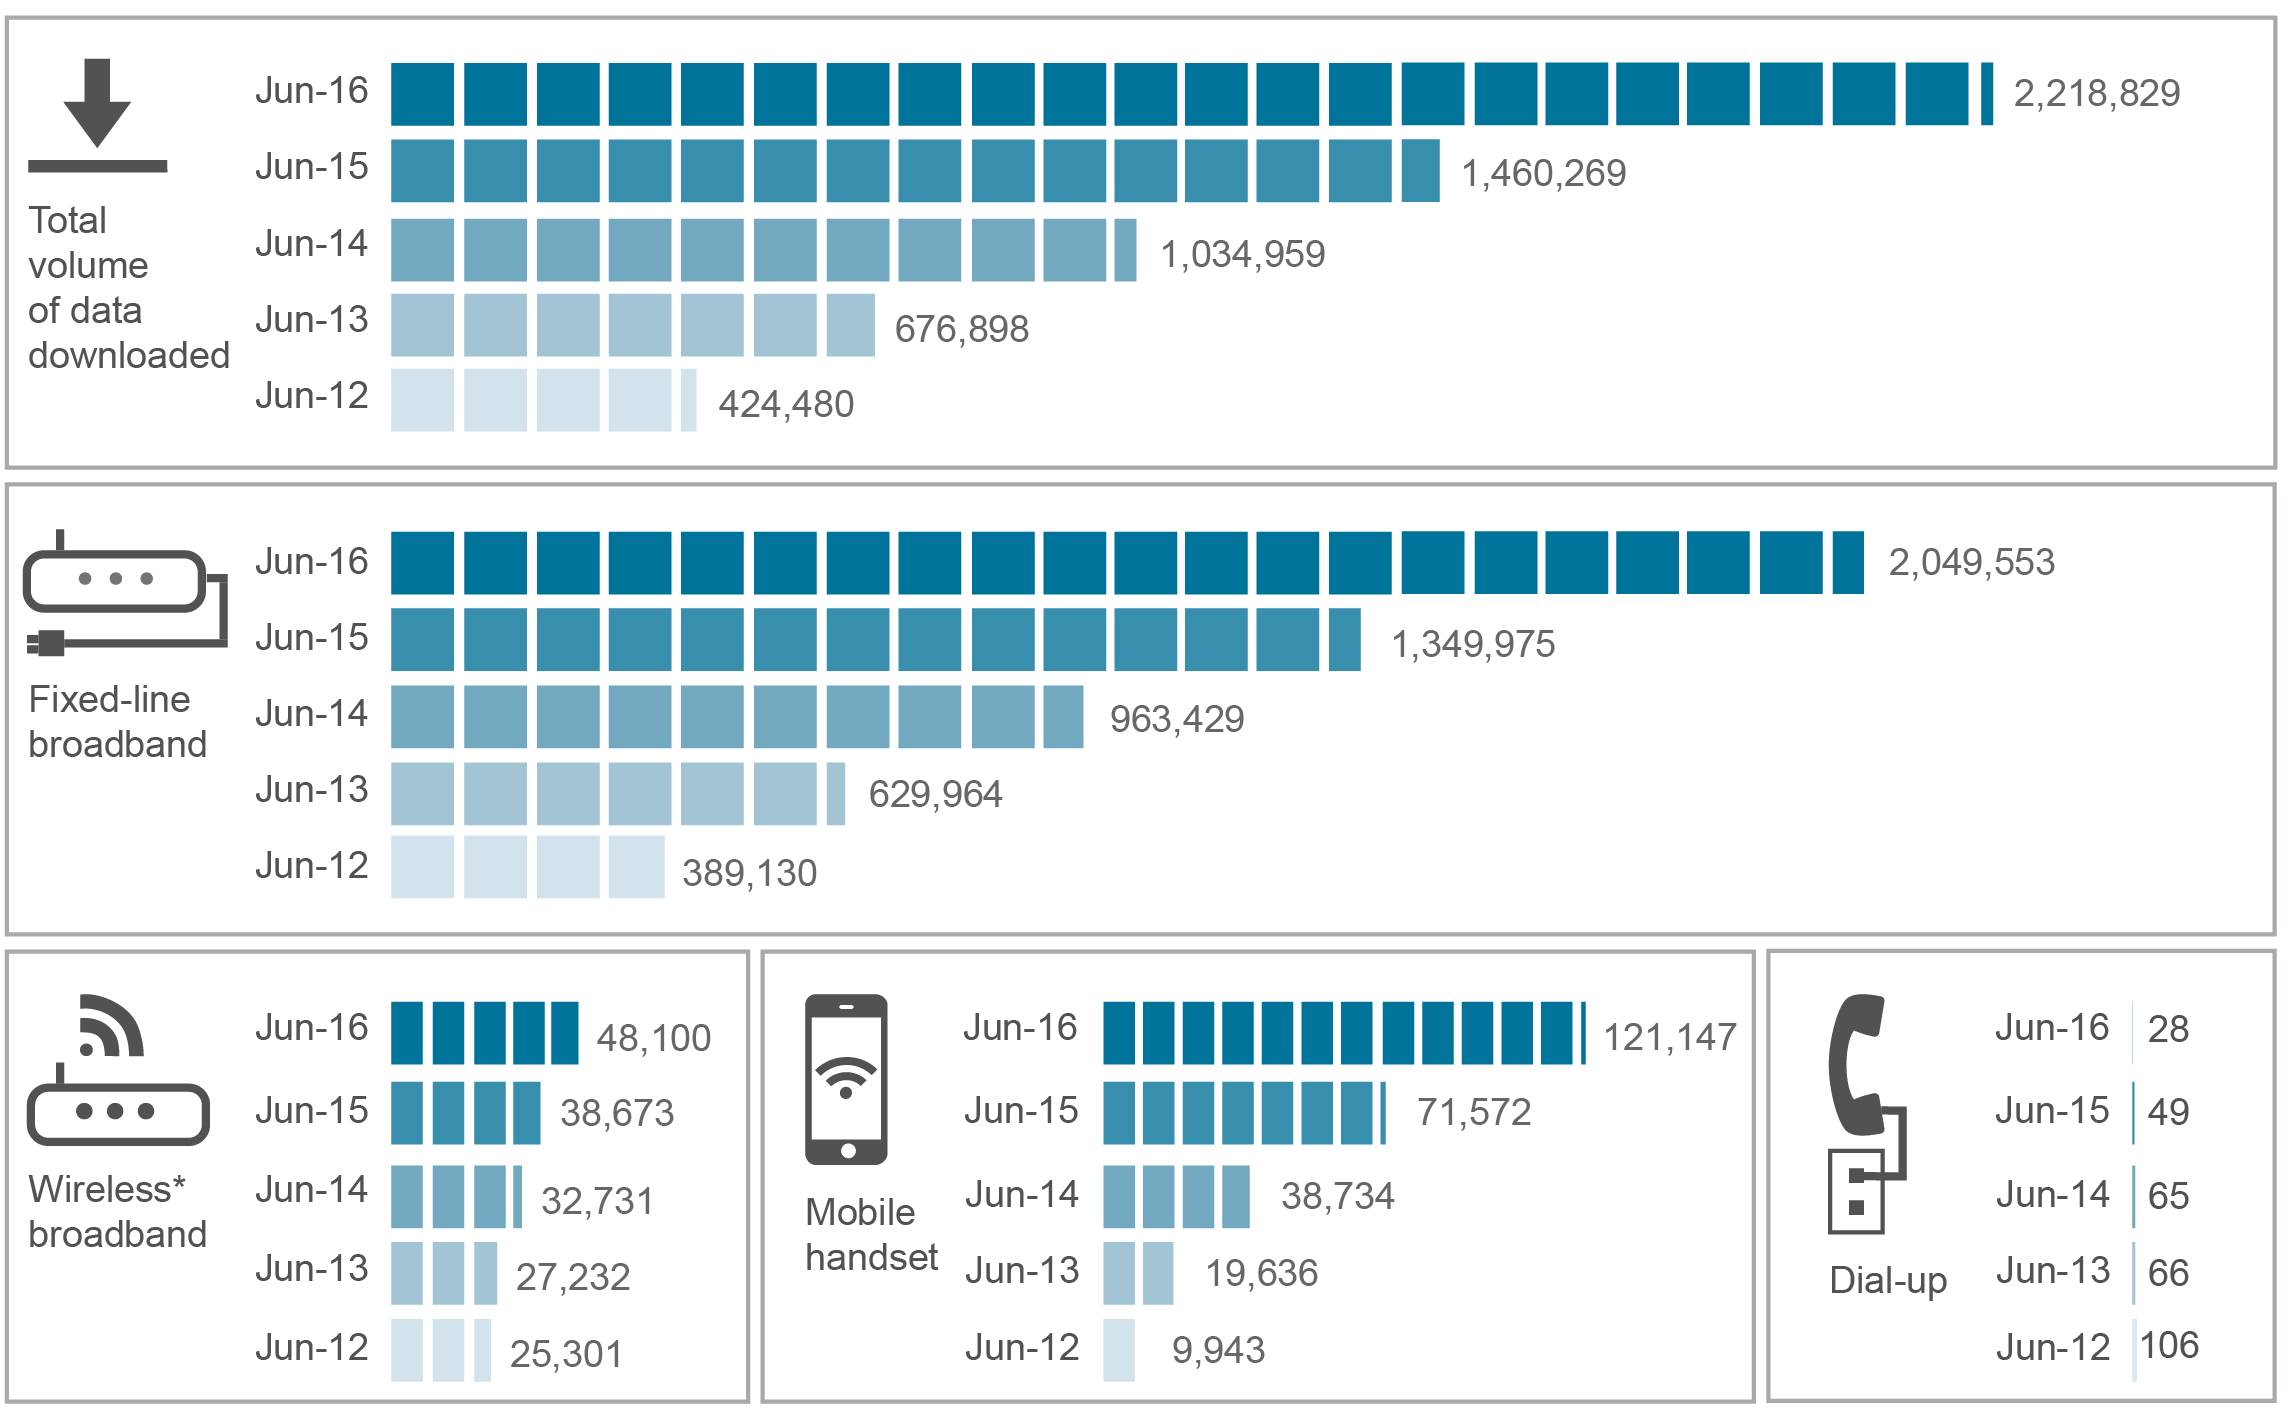 Jun-16 2,218,829
Jun-15 1,460,269
Total
volume
of data
downloaded
Jun-14 1,034,959
Jun-13 676,898
Jun-12 424,480
Jun-16 2,049,553
Jun-15 1,349,975
Fixed-line
broadband
Jun-14 963,429
Jun-13 629,964
Jun-12 389,130
Jun-16 48,100
Jun-15 38,673
Wireless*
broadband
Jun-14 32,731
Jun-13 27,232
Jun-12 25,301
Jun-16 121,147
Jun-15 71,572
Mobile
handset
Jun-14 38,734
Jun-13 19,636
Jun-12 9,943
Jun-16 28
Jun-15 49
Jun-14 65
Dial-up
Jun-13 66
Jun-12 106